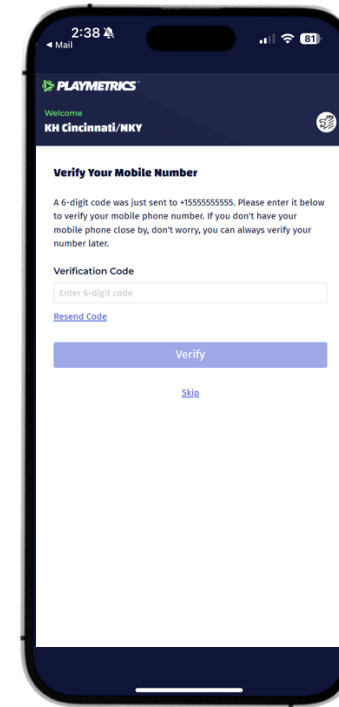 2:38
◄ Mail
81
PLAYMETRICS
Welcome
KH Cincinnati/NKY
Verify Your Mobile Number
A 6-digit code was just sent to +15555555555. Please enter it below
to verify your mobile phone number. If you don't have your
mobile phone close by, don't worry, you can always verify your
number later.
Verification Code
Enter 6-digit code
Resend Code
Verify
Skip